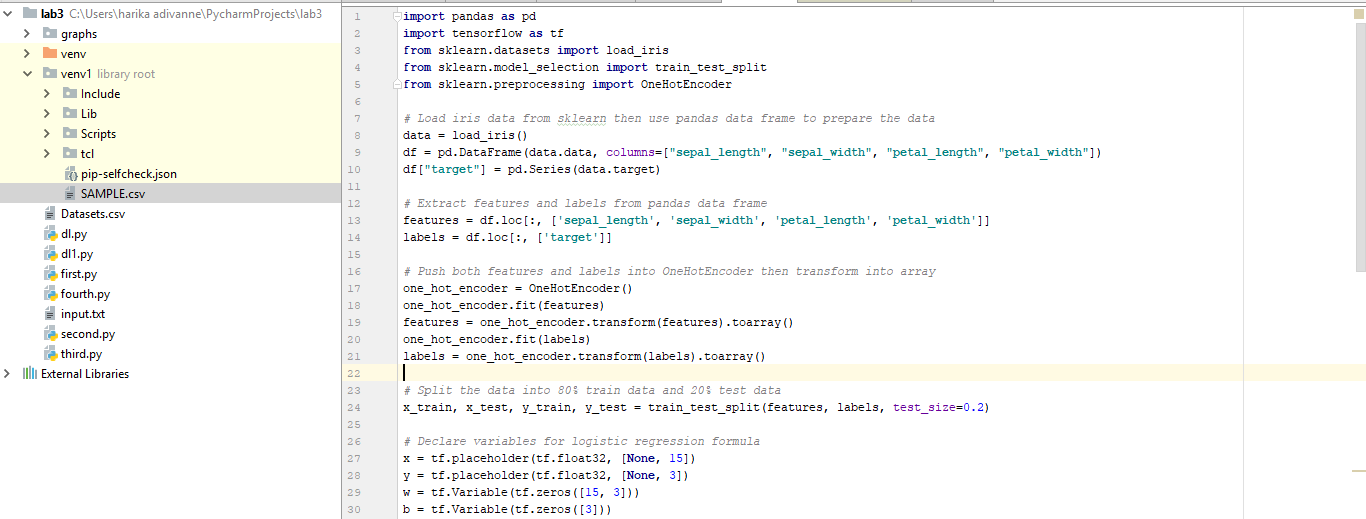 lab3 C:\Users\harika adivanne\PycharmProjects\lab3
graphs
venv
venv1 library root
Include
Lib
Scripts
tcl
pip-selfcheck.json
SAMPLE.csv
Datasets.csv
dl.py
dl1.py
first.py
fourth.py
input.txt
second.py
third.py
External Libraries
1 import pandas as pd
2 import tensorflow as tf
3 from sklearn.datasets import load_iris
4 from sklearn.model_selection import train_test_split
5 from sklearn.preprocessing import OneHotEncoder
6
7 # Load iris data from sklearn then use pandas data frame to prepare the data
8 data = load_iris()
9 df = pd.DataFrame(data.data, columns=["sepal_length", "sepal_width", "petal_length", "petal_width"])
10 df["target"] = pd.Series(data.target)
11
12 # Extract features and labels from pandas data frame
13 features = df.loc[:, ['sepal_length', 'sepal_width', 'petal_length', 'petal_width']]
14 labels = df.loc[:, ['target']]
15
16 # Push both features and labels into OneHotEncoder then transform into array
17 one_hot_encoder = OneHotEncoder()
18 one_hot_encoder.fit(features)
19 features = one_hot_encoder.transform(features).toarray()
20 one_hot_encoder.fit(labels)
21 labels = one_hot_encoder.transform(labels).toarray()
22
23 # Split the data into 80% train data and 20% test data
24 x_train, x_test, y_train, y_test = train_test_split(features, labels, test_size=0.2)
25
26 # Declare variables for logistic regression formula
27 x = tf.placeholder(tf.float32, [None, 15])
28 y = tf.placeholder(tf.float32, [None, 3])
29 w = tf.Variable(tf.zeros([15, 3]))
30 b = tf.Variable(tf.zeros([3]))